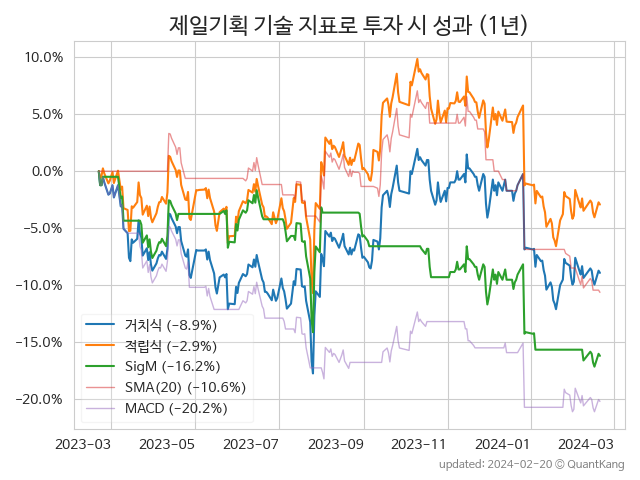 제일기획 기술 지표로 투자 시 성과 (1년)
10.0%
5.0%
0.0%
−5.0%
−10.0%
−15.0%
−20.0%
거치식 (−8.9%)
적립식 (−2.9%)
SigM (−16.2%)
SMA(20) (−10.6%)
MACD (−20.2%)
2023-03 2023-05 2023-07 2023-09 2023-11 2024-01 2024-03
updated: 2024-02-20 © QuantKang